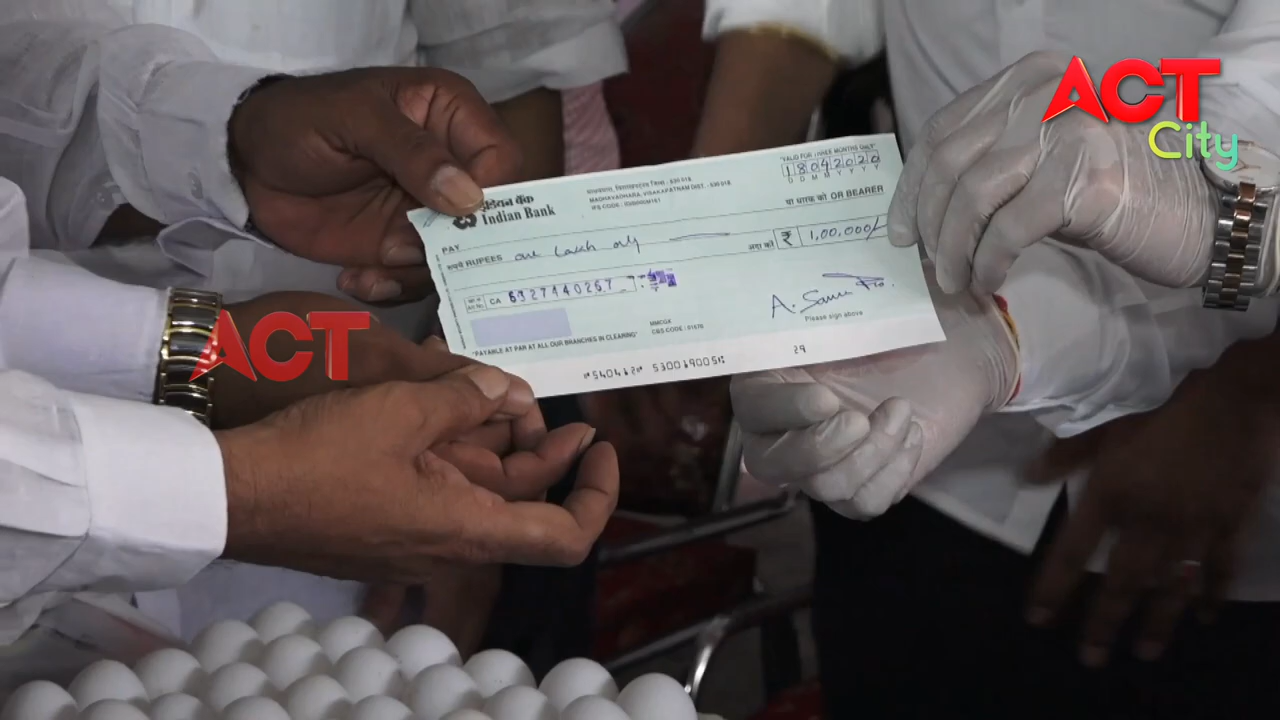 ACT
City
ACT
इंडियन बैंक
Indian Bank
MADHAVADHARA, VISAKAPATNAM DIST. : 530 018
"VALID FOR THREE MONTHS ONLY"
18042020
D D M M Y Y Y Y
या धारक को OR BEARER
PAY
रुपये RUPEES one Lakh only
अदा करें ₹ 1,00,000/-
CA 6327440267
"PAYABLE AT PAR AT ALL OUR BRANCHES IN CLEARING"
CBS CODE : 01676
Please sign above
29